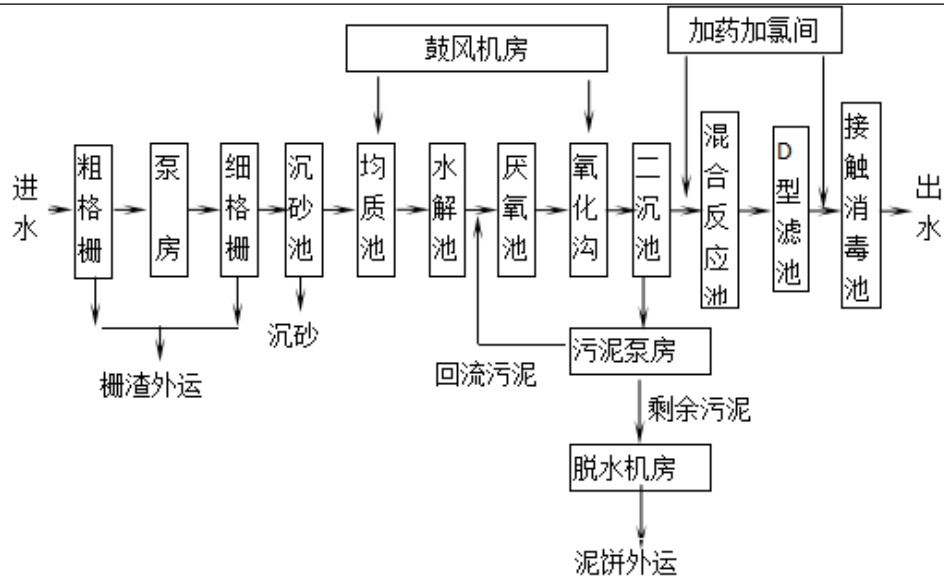 加药加氯间
鼓风机房
进水
粗格栅
泵房
细格栅
沉砂池
均质池
水解池
厌氧池
氧化沟
二沉池
混合反应池
D型滤池
接触消毒池
出水
沉砂
栅渣外运
回流污泥
污泥泵房
剩余污泥
脱水机房
泥饼外运